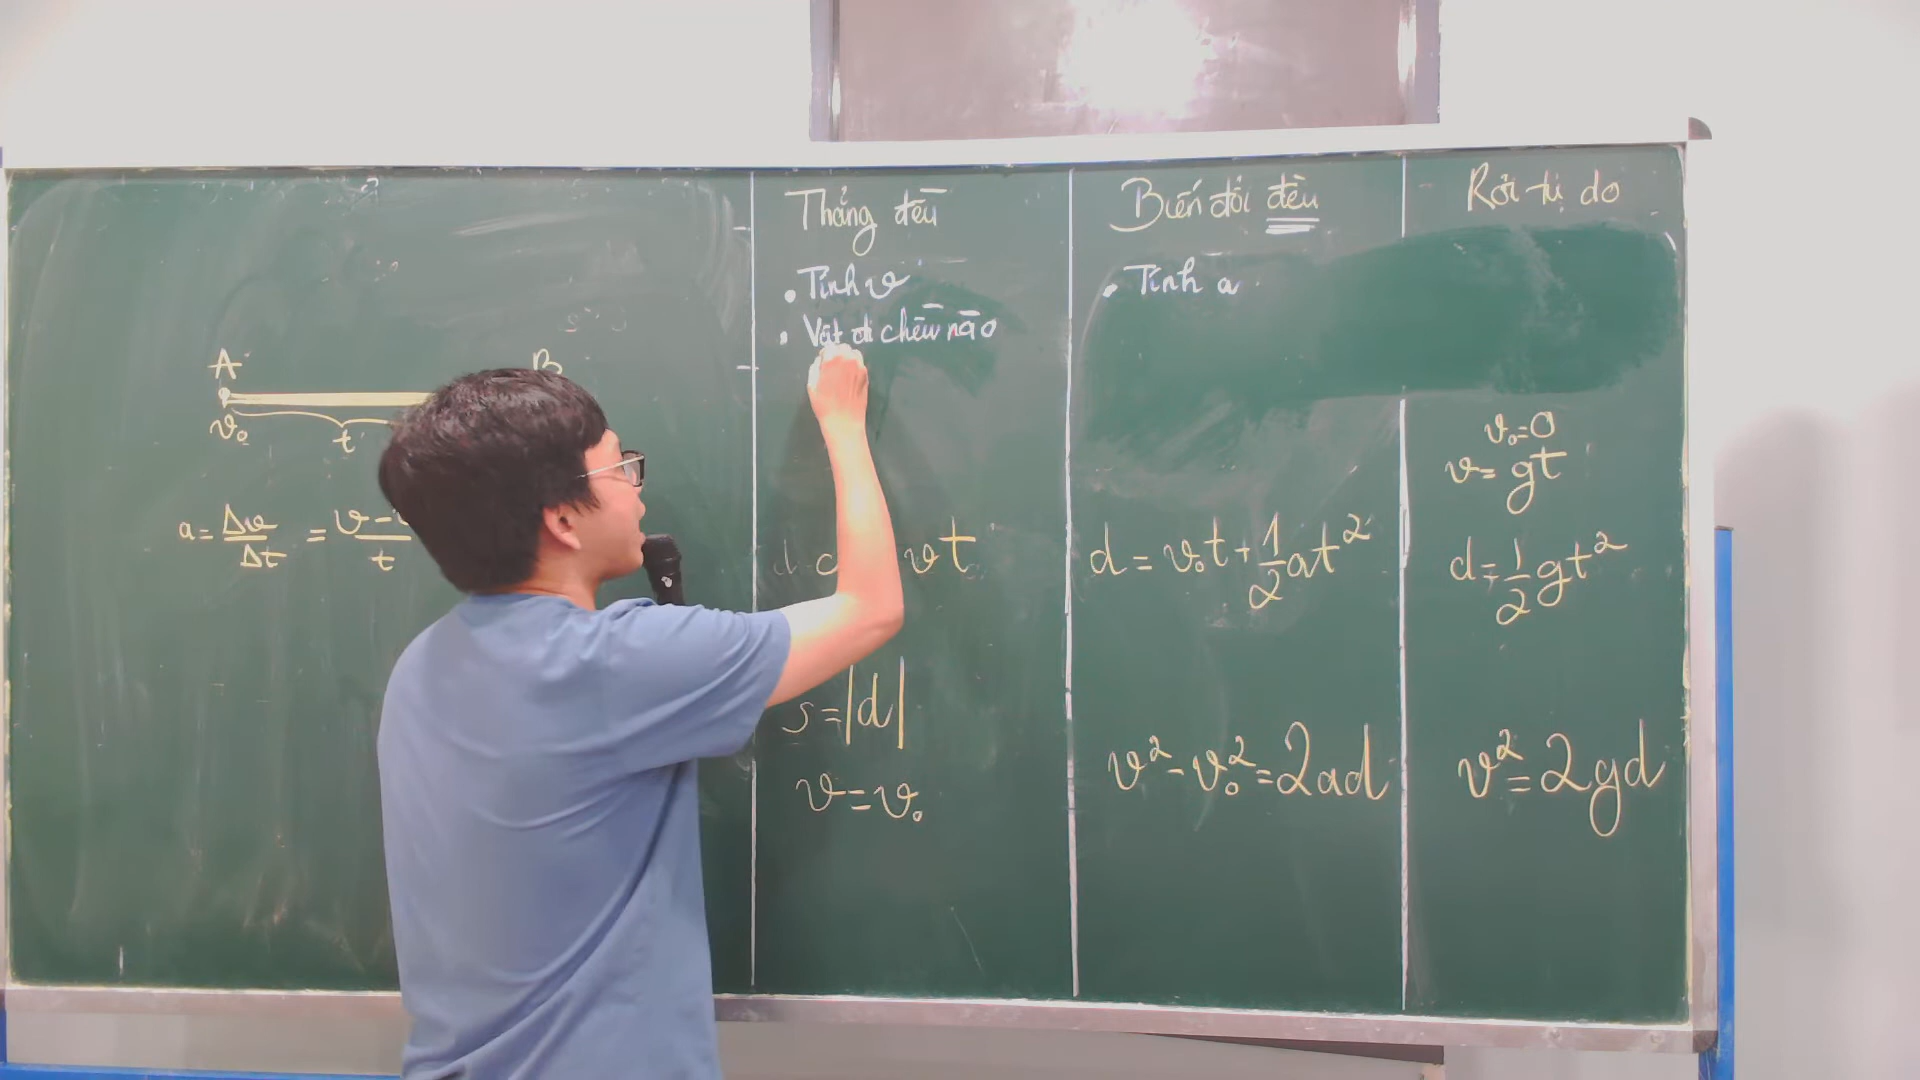 A B
v₀ t
a = Δv/Δt = v -/t
Thẳng đều
• Tính v
• Vật đi chiều nào
vt
s = |d|
v = v₀
Biến đổi đều
• Tính a
d = v₀t + 1/2 at²
v² - v₀² = 2ad
Rơi tự do
v₀ = 0
v = gt
d = 1/2 gt²
v² = 2gd